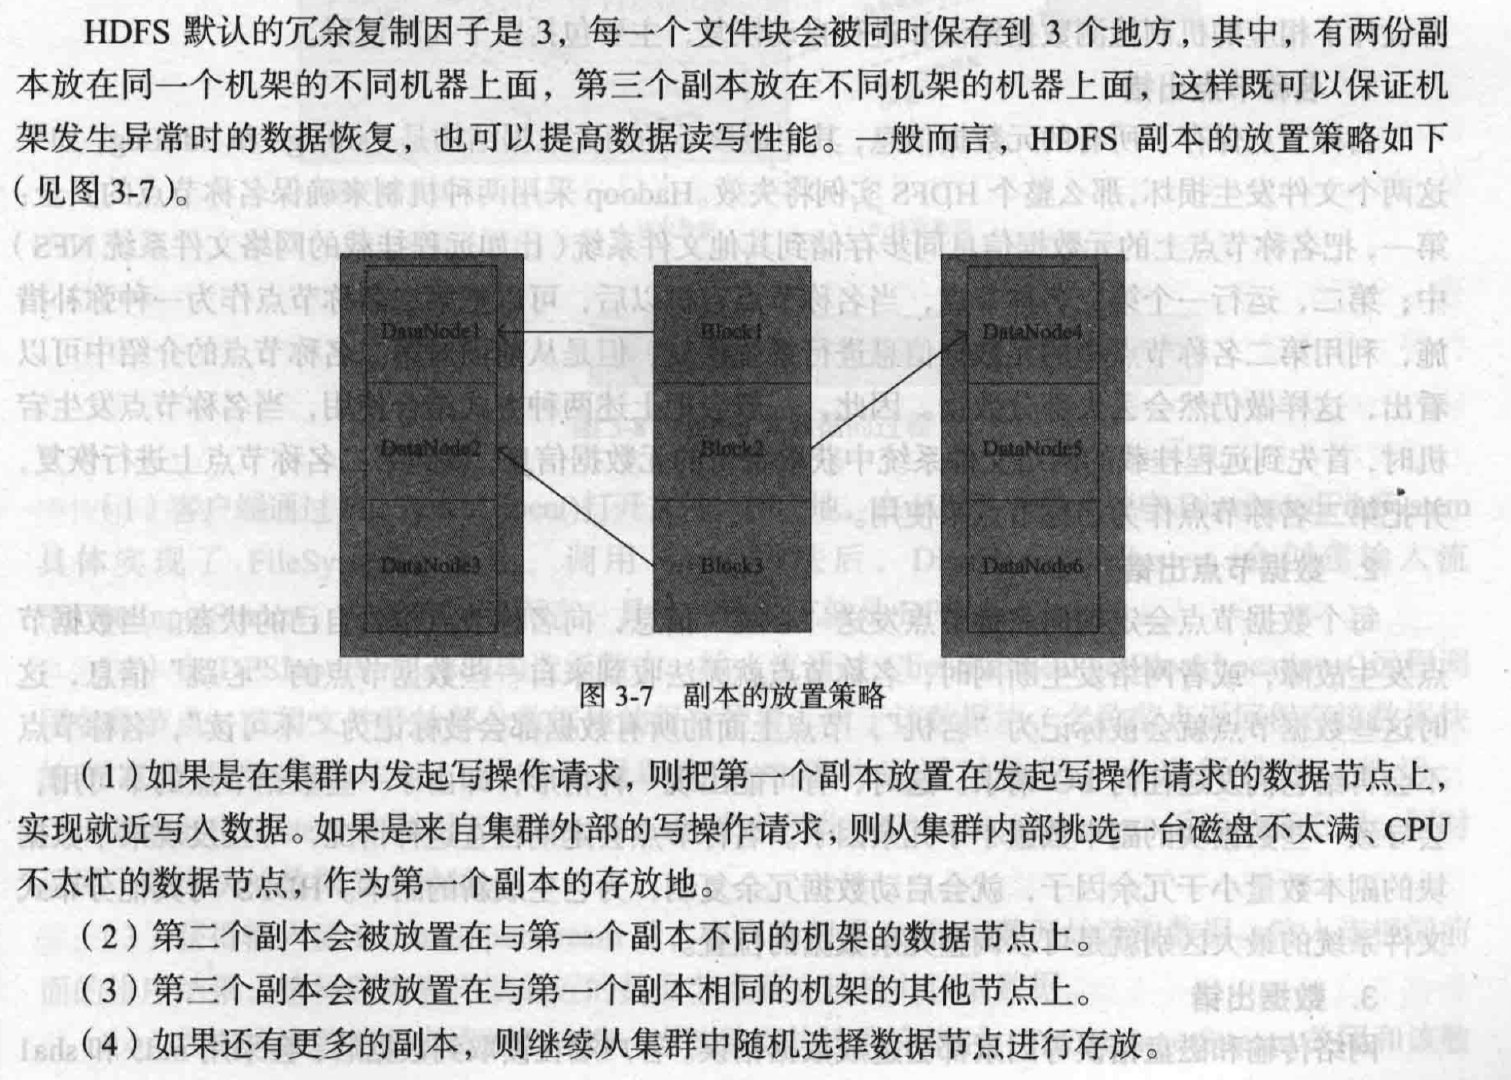 HDFS 默认的冗余复制因子是 3，每一个文件块会被同时保存到 3 个地方，其中，有两份副
本放在同一个机架的不同机器上面，第三个副本放在不同机架的机器上面，这样既可以保证机
架发生异常时的数据恢复，也可以提高数据读写性能。一般而言，HDFS 副本的放置策略如下
（见图 3-7）。
DataNode1 Block1 DataNode4
DataNode2 Block2 DataNode5
DataNode3 Block3 DataNode6
图 3-7 副本的放置策略
（1）如果是在集群内发起写操作请求，则把第一个副本放置在发起写操作请求的数据节点上，
实现就近写入数据。如果是来自集群外部的写操作请求，则从集群内部挑选一台磁盘不太满、CPU
不太忙的数据节点，作为第一个副本的存放地。
（2）第二个副本会被放置在与第一个副本不同的机架的数据节点上。
（3）第三个副本会被放置在与第一个副本相同的机架的其他节点上。
（4）如果还有更多的副本，则继续从集群中随机选择数据节点进行存放。